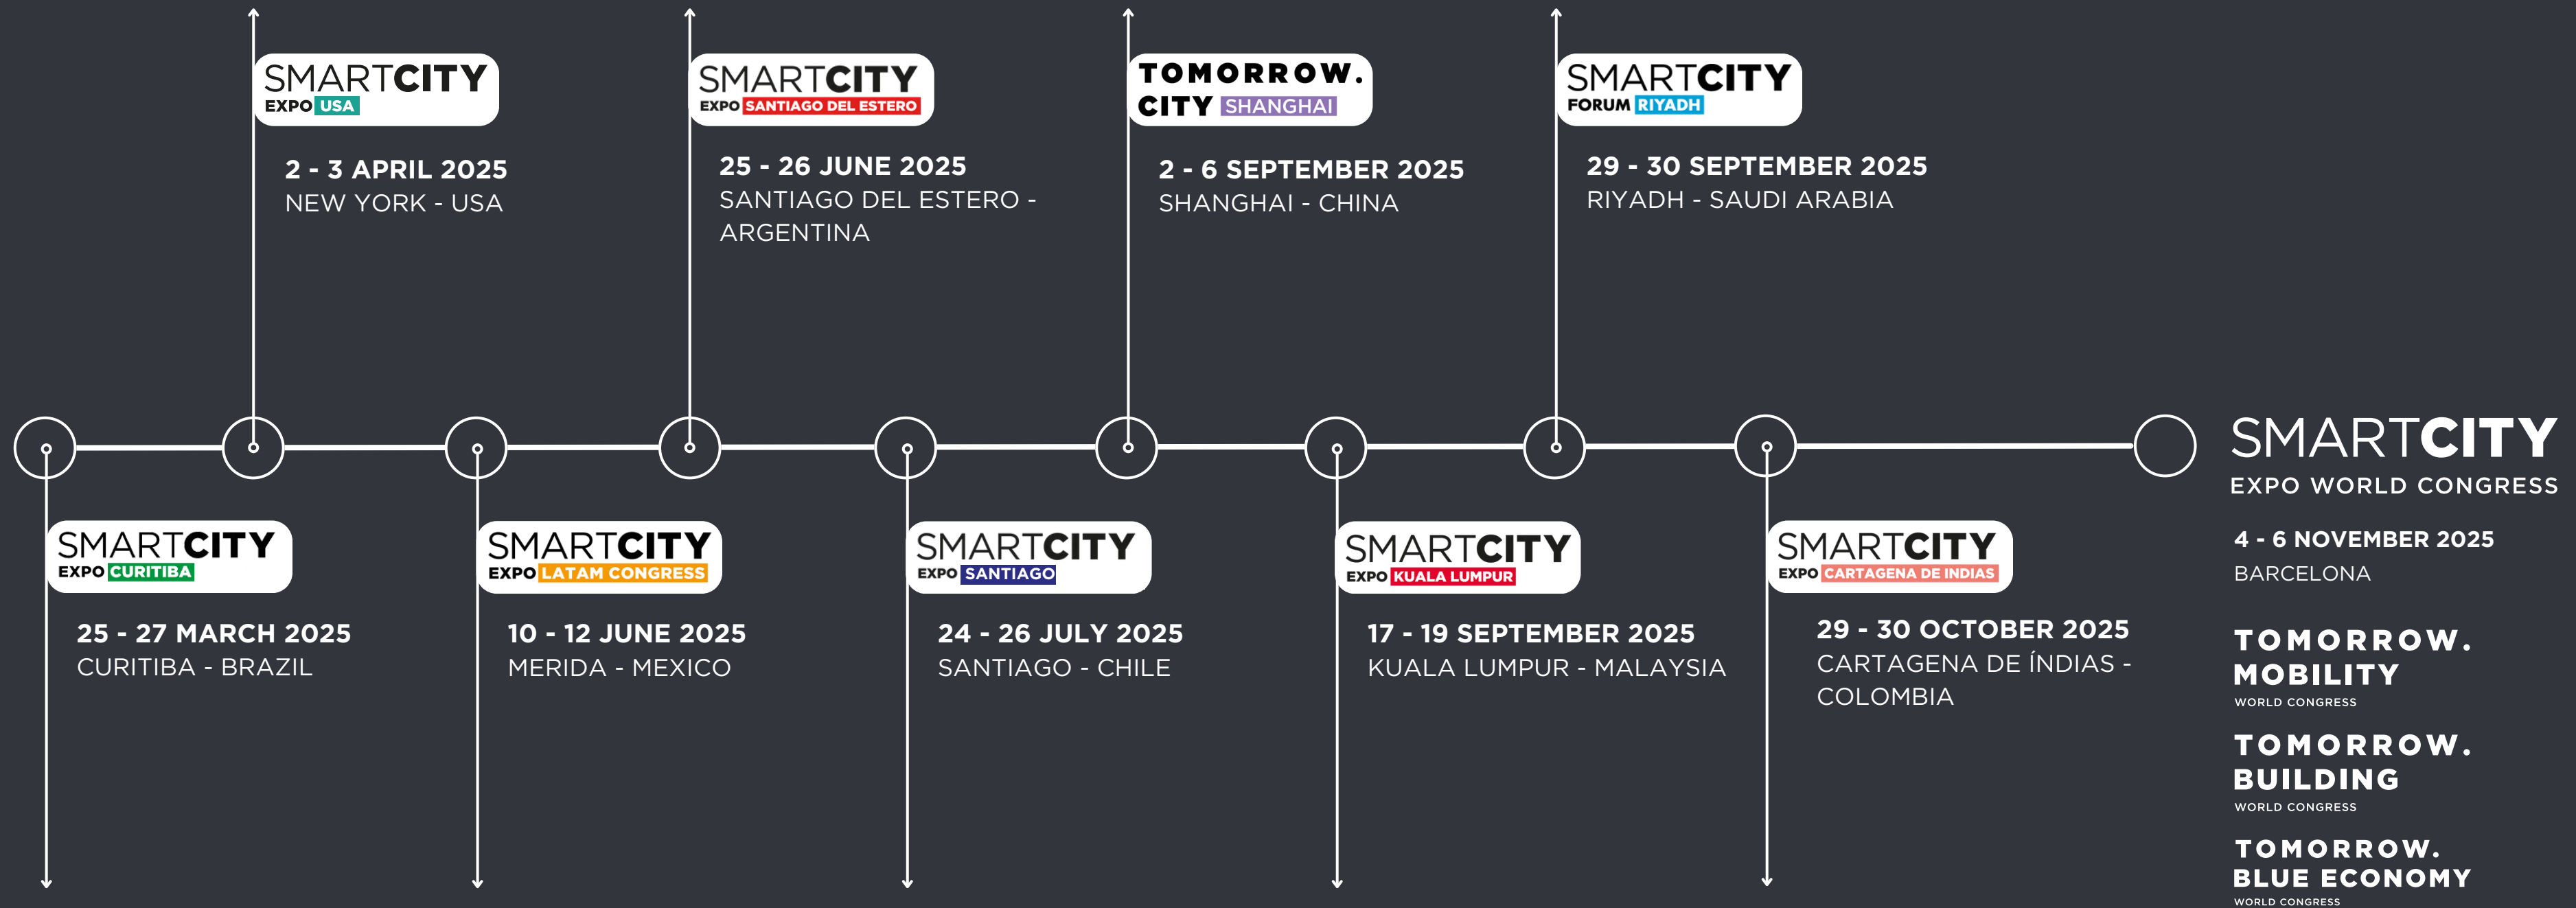 SMARTCITY
EXPO USA
2 - 3 APRIL 2025
NEW YORK - USA
SMARTCITY
EXPO SANTIAGO DEL ESTERO
25 - 26 JUNE 2025
SANTIAGO DEL ESTERO -
ARGENTINA
TOMORROW.
CITY SHANGHAI
2 - 6 SEPTEMBER 2025
SHANGHAI - CHINA
SMARTCITY
FORUM RIYADH
29 - 30 SEPTEMBER 2025
RIYADH - SAUDI ARABIA
SMARTCITY
EXPO CURITIBA
25 - 27 MARCH 2025
CURITIBA - BRAZIL
SMARTCITY
EXPO LATAM CONGRESS
10 - 12 JUNE 2025
MERIDA - MEXICO
SMARTCITY
EXPO SANTIAGO
24 - 26 JULY 2025
SANTIAGO - CHILE
SMARTCITY
EXPO KUALA LUMPUR
17 - 19 SEPTEMBER 2025
KUALA LUMPUR - MALAYSIA
SMARTCITY
EXPO CARTAGENA DE INDIAS
29 - 30 OCTOBER 2025
CARTAGENA DE ÍNDIAS -
COLOMBIA
SMARTCITY
EXPO WORLD CONGRESS
4 - 6 NOVEMBER 2025
BARCELONA
TOMORROW.
MOBILITY
WORLD CONGRESS
TOMORROW.
BUILDING
WORLD CONGRESS
TOMORROW.
BLUE ECONOMY
WORLD CONGRESS